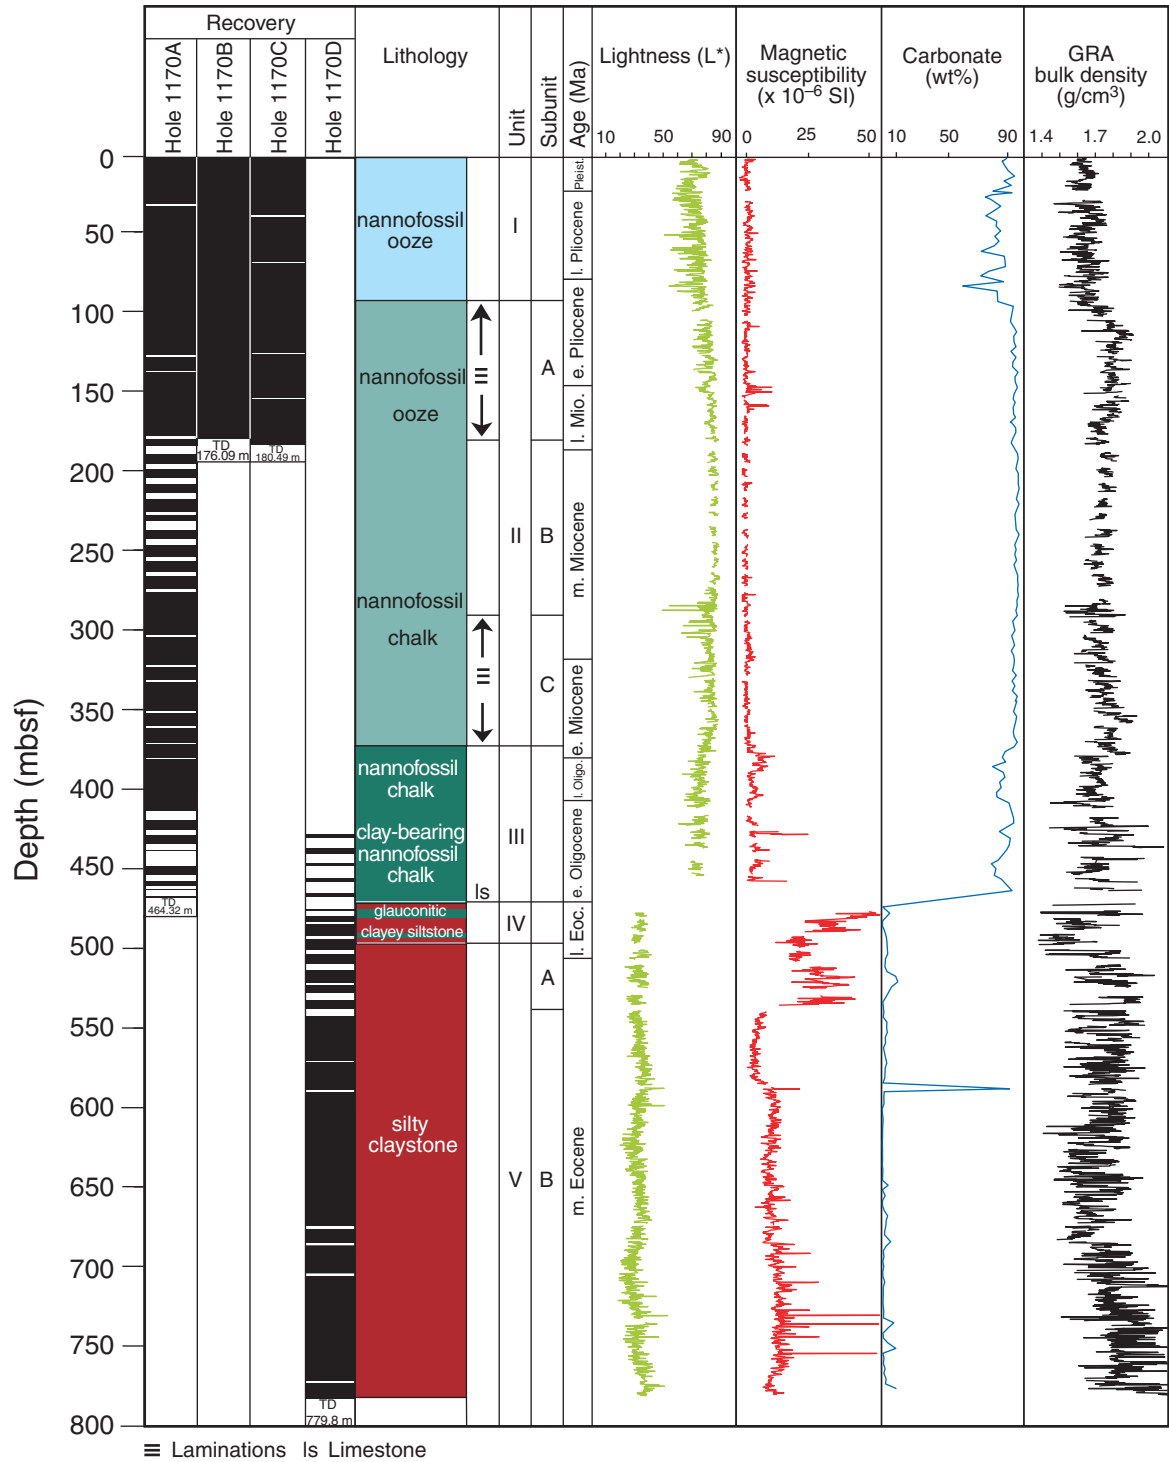 Recovery
Hole 1170A
Hole 1170B
Hole 1170C
Hole 1170D
Lithology
Unit
Subunit
Age (Ma)
Lightness (L*)
10 50 90
Magnetic
susceptibility
(x 10⁻⁶ SI)
0 25 50
Carbonate
(wt%)
10 50 90
GRA
bulk density
(g/cm³)
1.4 1.7 2.0
Depth (mbsf)
0
50
100
150
200
250
300
350
400
450
500
550
600
650
700
750
800
TD
176.09 m
TD
180.49 m
TD
464.32 m
TD
779.8 m
nannofossil
ooze
nannofossil
ooze
nannofossil
chalk
nannofossil
chalk
clay-bearing
nannofossil
chalk
ls
glauconitic
clayey siltstone
silty
claystone
I
II
III
IV
V
A
B
C
A
B
Pleist.
l. Pliocene
e. Pliocene
l. Mio.
m. Miocene
e. Miocene
l. Oligo.
e. Oligocene
l. Eoc.
m. Eocene
Laminations ls Limestone